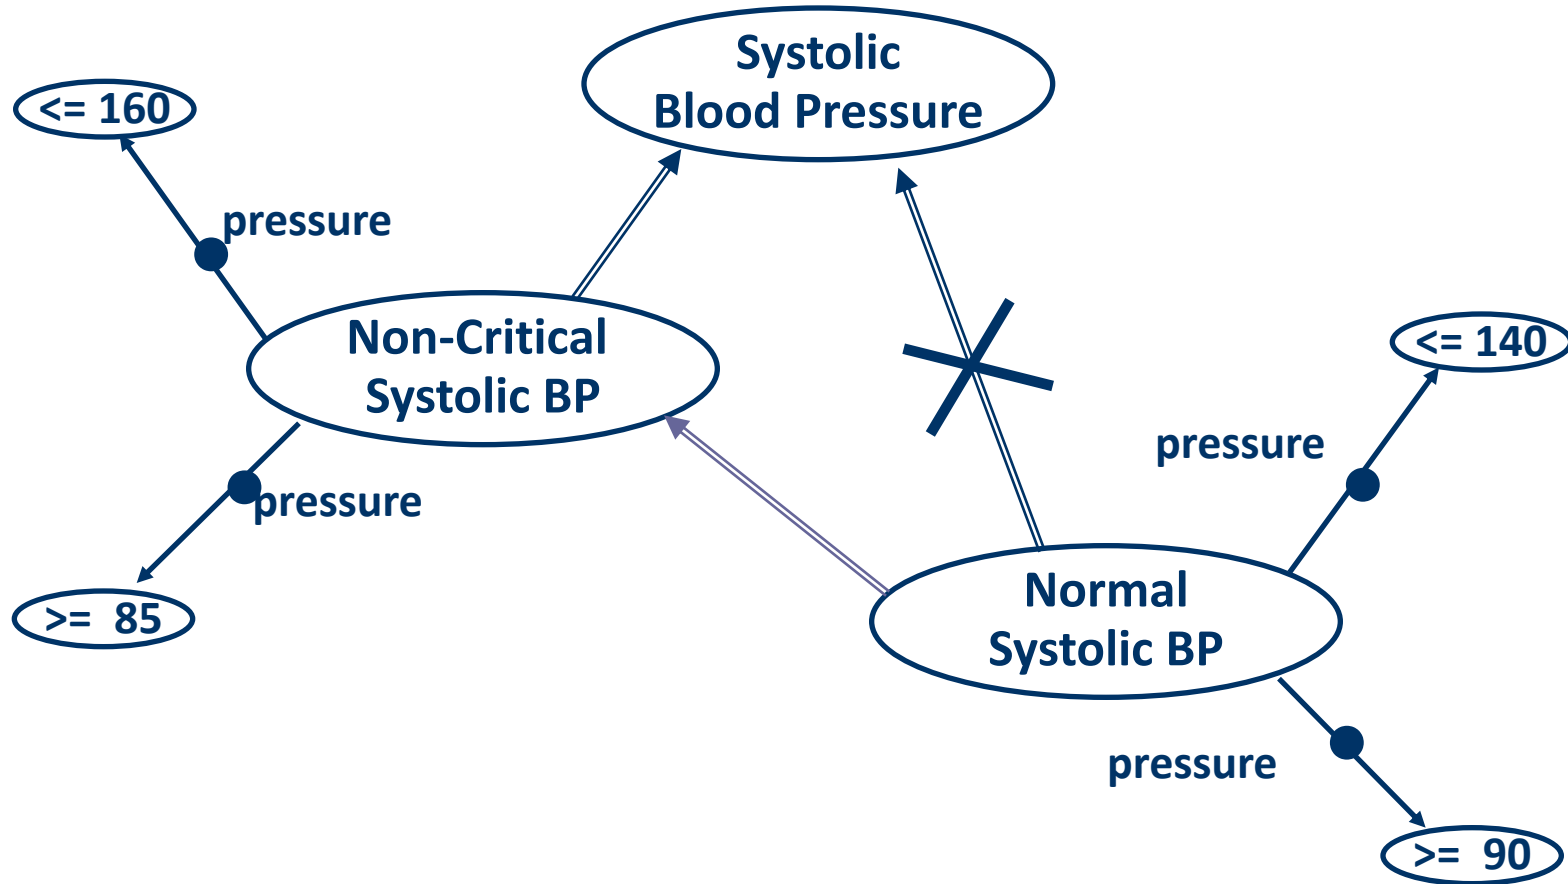 Systolic
Blood Pressure
<= 160
pressure
Non-Critical
Systolic BP
pressure
>= 85
<= 140
pressure
Normal
Systolic BP
pressure
>= 90